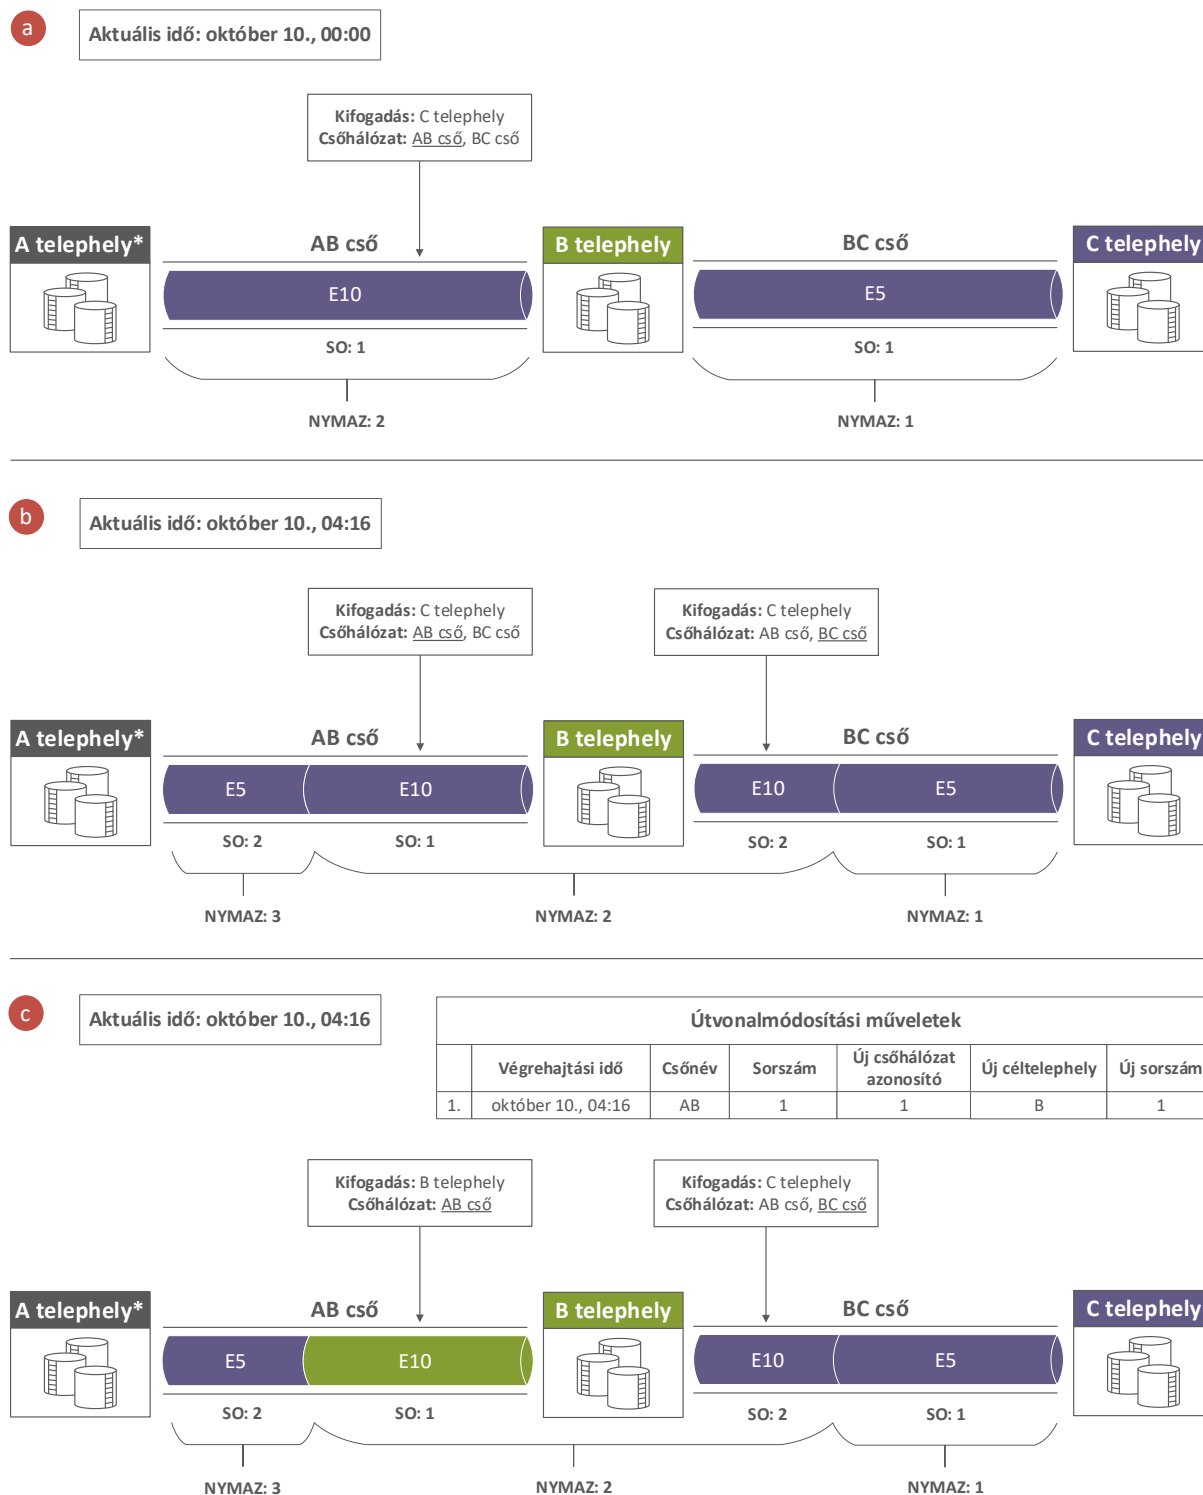 a
Aktuális idő: október 10., 00:00
Kifogadás: C telephely
Csőhálózat: AB cső, BC cső
A telephely*
AB cső
B telephely
BC cső
C telephely
E10
E5
SO: 1
SO: 1
NYMAZ: 2
NYMAZ: 1
b
Aktuális idő: október 10., 04:16
Kifogadás: C telephely
Csőhálózat: AB cső, BC cső
Kifogadás: C telephely
Csőhálózat: AB cső, BC cső
A telephely*
AB cső
B telephely
BC cső
C telephely
E5
E10
E10
E5
SO: 2
SO: 1
SO: 2
SO: 1
NYMAZ: 3
NYMAZ: 2
NYMAZ: 1
c
Aktuális idő: október 10., 04:16
Útvonalmódosítási műveletek
Végrehajtási idő
Csőnév
Sorszám
Új csőhálózat
azonosító
Új céltelephely
Új sorszám
1.
október 10., 04:16
AB
1
1
B
1
Kifogadás: B telephely
Csőhálózat: AB cső
Kifogadás: C telephely
Csőhálózat: AB cső, BC cső
A telephely*
AB cső
B telephely
BC cső
C telephely
E5
E10
E10
E5
SO: 2
SO: 1
SO: 2
SO: 1
NYMAZ: 3
NYMAZ: 2
NYMAZ: 1